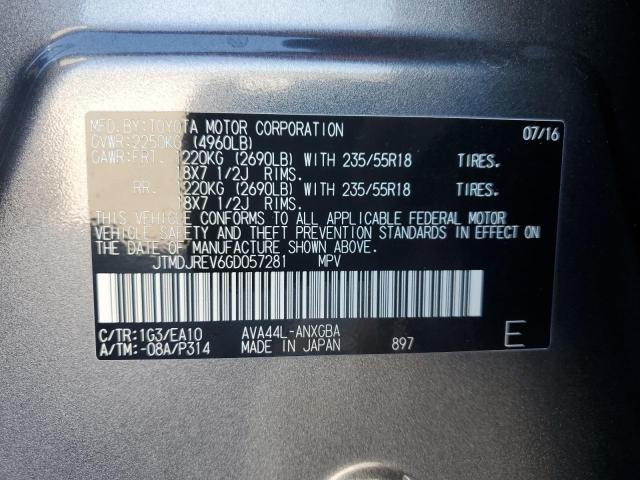 MFD. BY: TOYOTA MOTOR CORPORATION 07/16
GVWR: 2250KG (4960LB)
GAWR: FRT. 1220KG (2690LB) WITH 235/55R18 TIRES.
18X7 1/2J RIMS.
RR. 1220KG (2690LB) WITH 235/55R18 TIRES.
18X7 1/2J RIMS.
THIS VEHICLE CONFORMS TO ALL APPLICABLE FEDERAL MOTOR
VEHICLE SAFETY AND THEFT PREVENTION STANDARDS IN EFFECT ON
THE DATE OF MANUFACTURE SHOWN ABOVE.
JTMDJREV6GD057281 MPV
C/TR: 1G3/EA10 AVA44L-ANXGBA
A/TM: -08A/P314 MADE IN JAPAN 897 E